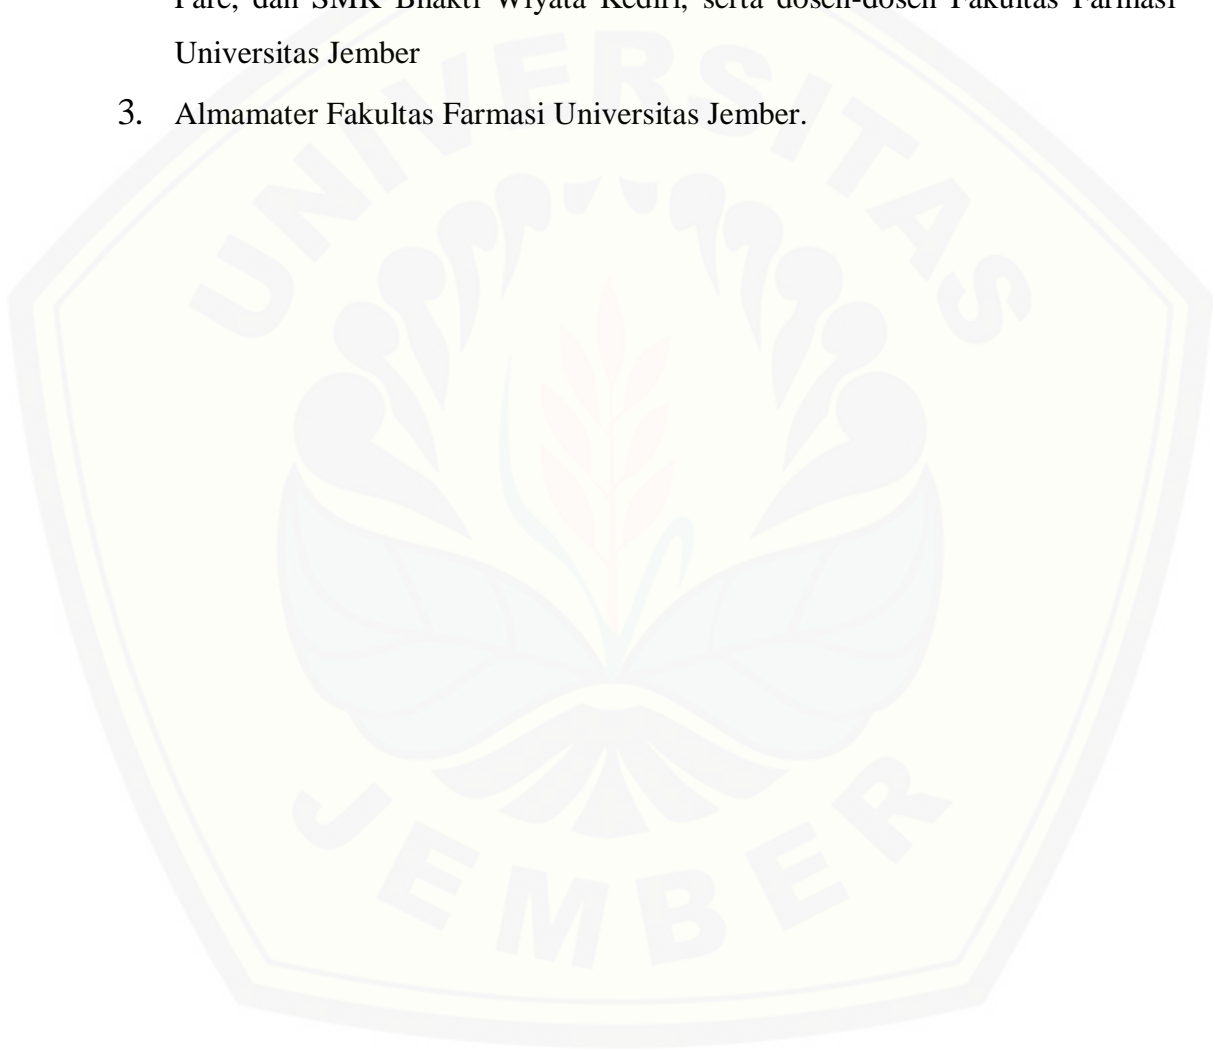 Pare, dan SMK Bhakti Wiyata Kediri, serta dosen-dosen Fakultas Farmasi
Universitas Jember
3. Almamater Fakultas Farmasi Universitas Jember.
UNIVERSITAS
JEMBER